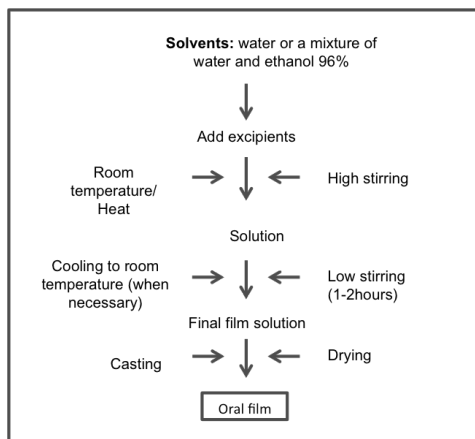 Solvents: water or a mixture of
water and ethanol 96%
Add excipients
Room
temperature/
Heat
High stirring
Solution
Cooling to room
temperature (when
necessary)
Low stirring
(1-2hours)
Final film solution
Casting
Drying
Oral film